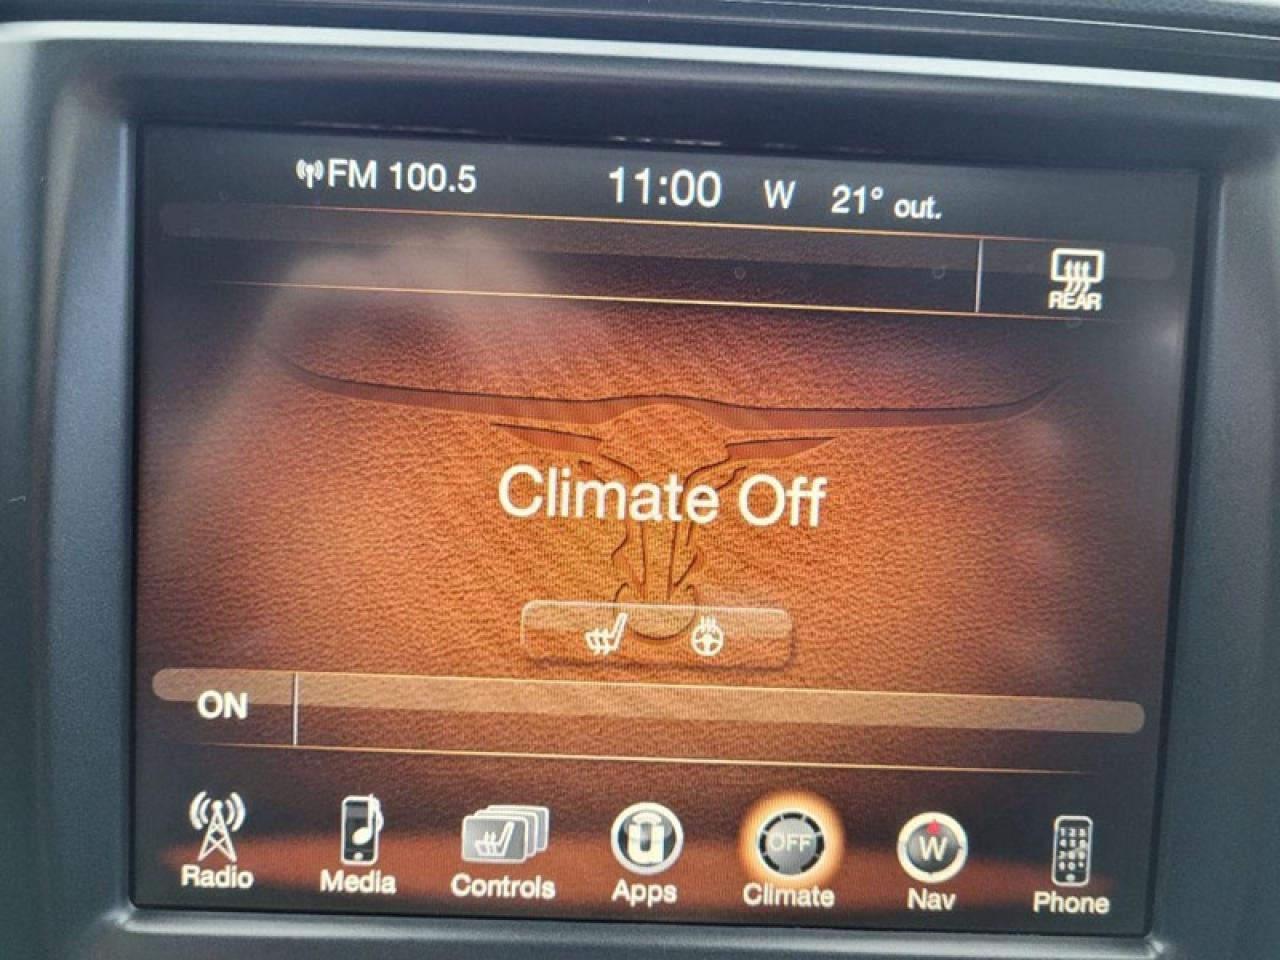 FM 100.5 11:00 W 21° out.
REAR
Climate Off
ON
OFF W
Radio Media Controls Apps Climate Nav Phone